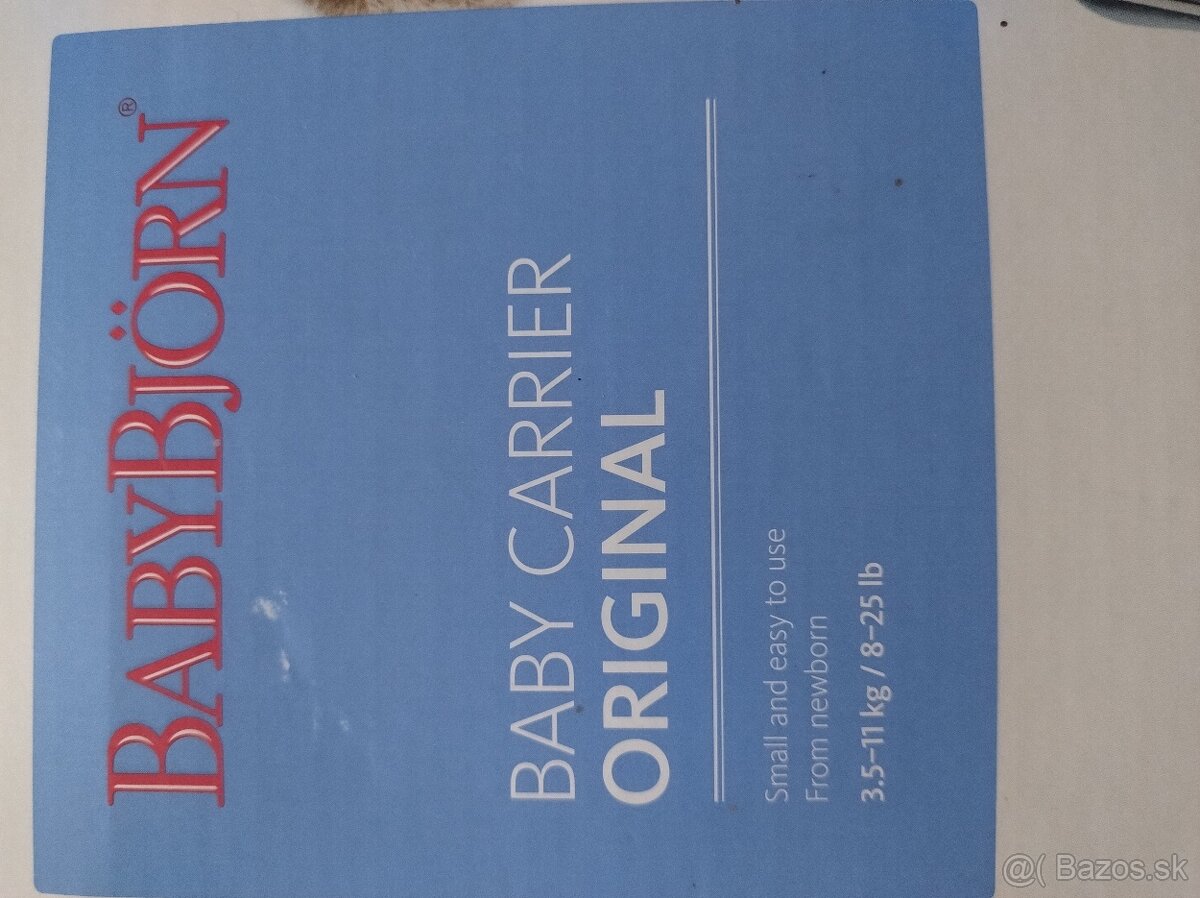 BABYBJÖRN®
BABY CARRIER
ORIGINAL
Small and easy to use
From newborn
3.5–11 kg / 8–25 lb
@( Bazos.sk